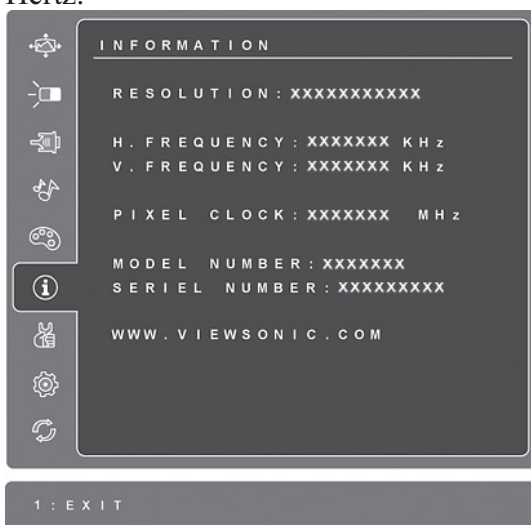 Hertz.
INFORMATION
RESOLUTION:XXXXXXXXXXX
H.FREQUENCY:XXXXXXX KHz
V.FREQUENCY:XXXXXXX KHz
PIXEL CLOCK:XXXXXXX MHz
MODEL NUMBER:XXXXXXX
SERIEL NUMBER:XXXXXXXXX
WWW.VIEWSONIC.COM
1:EXIT